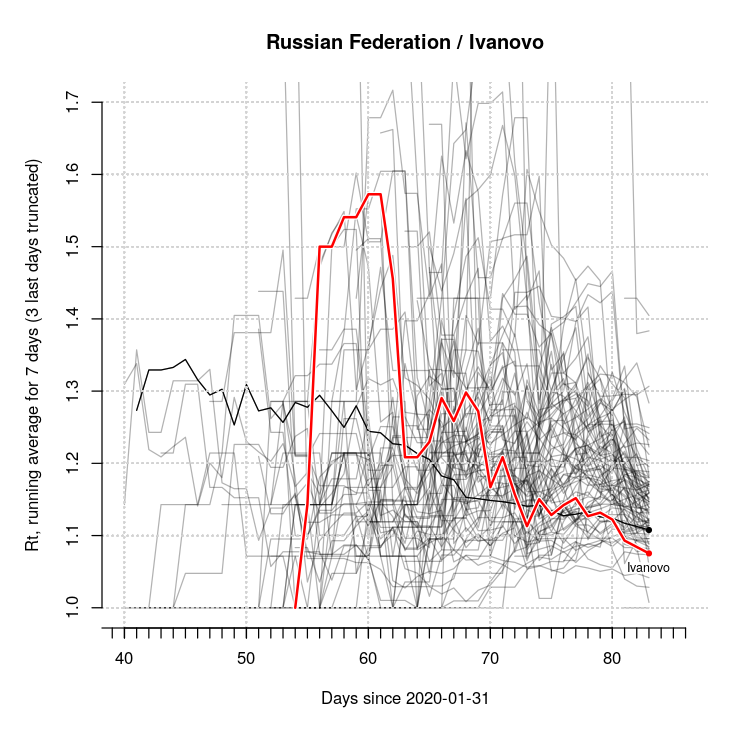 Russian Federation / Ivanovo
Rt, running average for 7 days (3 last days truncated)
1.7
1.6
1.5
1.4
1.3
1.2
1.1
1.0
Ivanovo
40 50 60 70 80
Days since 2020-01-31